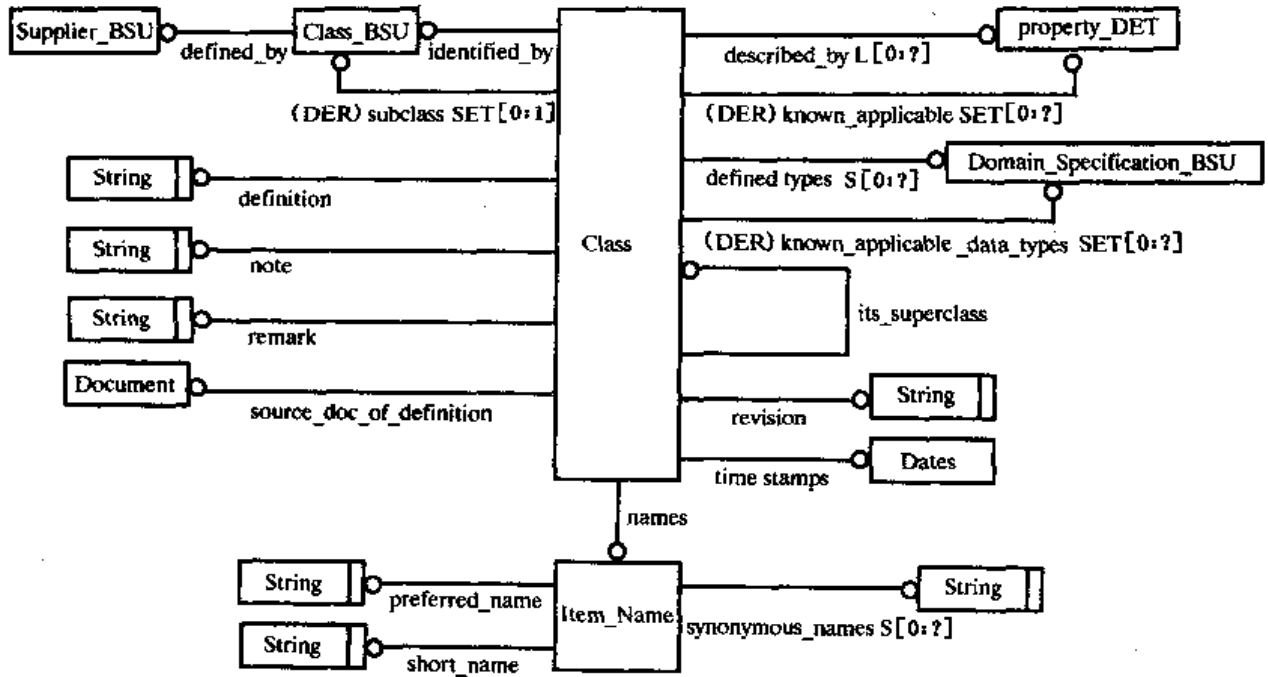 Supplier_BSU
defined_by
Class_BSU
identified_by
(DER) subclass SET[0:1]
String
definition
String
note
String
remark
Document
source_doc_of_definition
Class
described_by L[0:?]
property_DET
(DER) known_applicable SET[0:?]
defined types S[0:?]
Domain_Specification_BSU
(DER) known_applicable_data_types SET[0:?]
its_superclass
revision
String
time stamps
Dates
names
String
preferred_name
Item_Name
String
synonymous_names S[0:?]
String
short_name